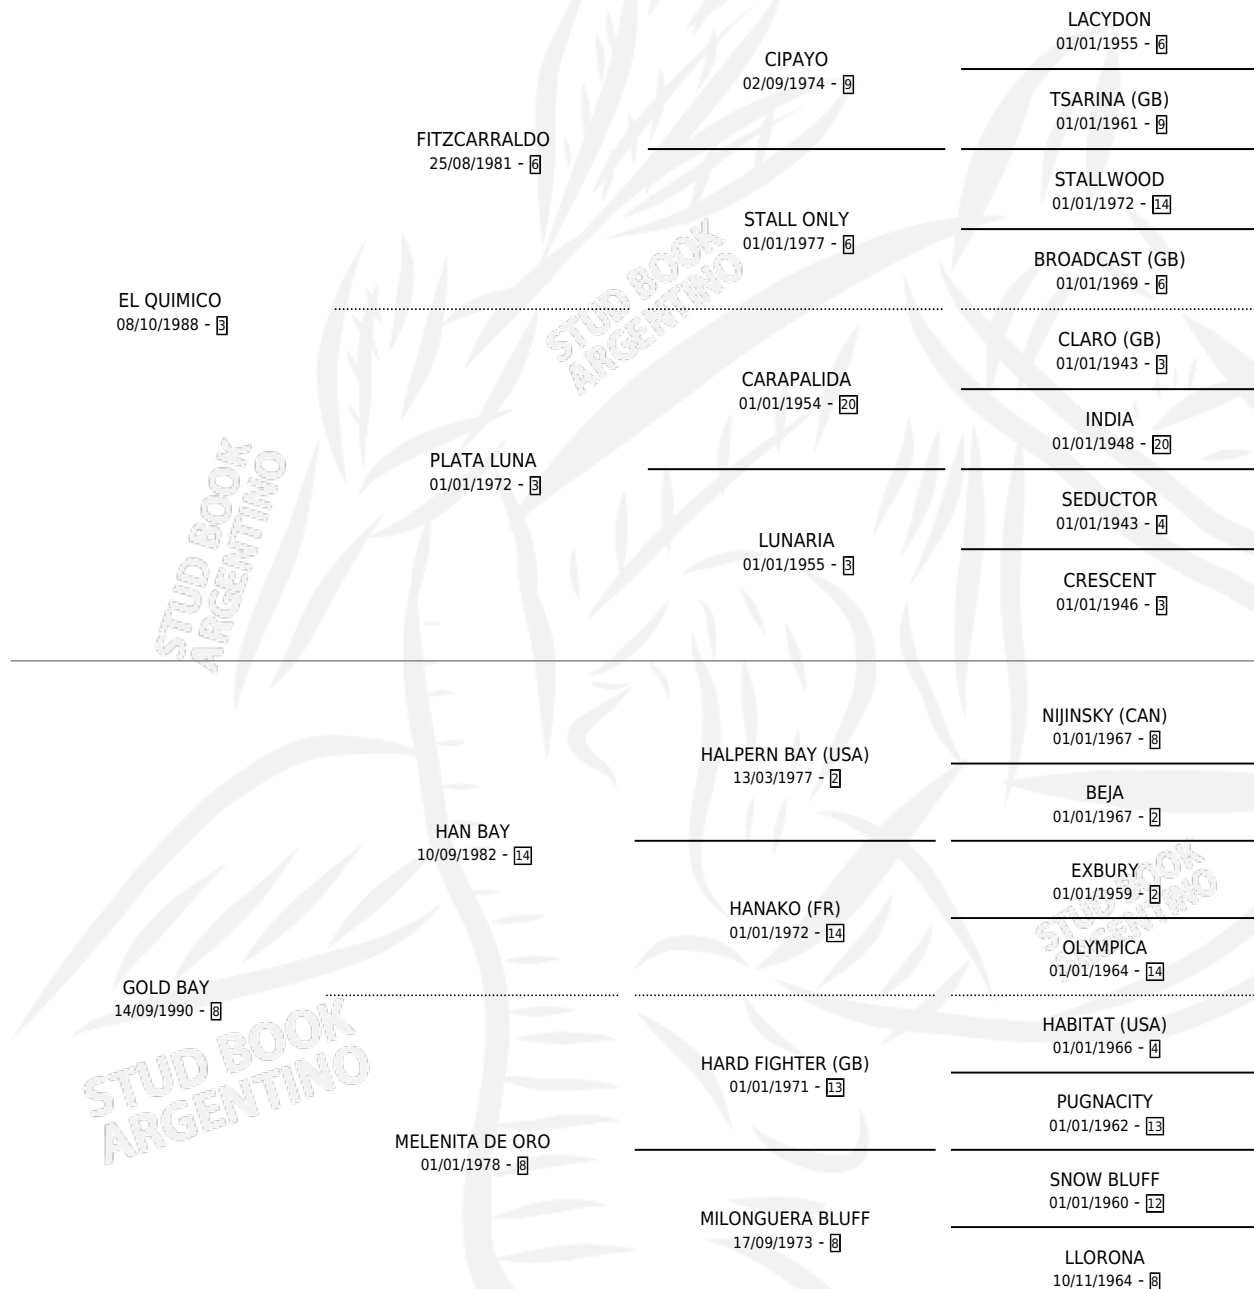 LACYDON
01/01/1955 - 6
CIPAYO
02/09/1974 - 9
TSARINA (GB)
01/01/1961 - 9
FITZCARRALDO
25/08/1981 - 6
STALLWOOD
01/01/1972 - 14
STALL ONLY
01/01/1977 - 6
BROADCAST (GB)
01/01/1969 - 6
EL QUIMICO
08/10/1988 - 3
STUD BOOK
ARGENTINO
CLARO (GB)
01/01/1943 - 3
CARAPALIDA
01/01/1954 - 20
INDIA
01/01/1948 - 20
PLATA LUNA
01/01/1972 - 3
SEDUCTOR
01/01/1943 - 4
LUNARIA
01/01/1955 - 3
CRESCENT
01/01/1946 - 3
STUD BOOK
ARGENTINO
NIJINSKY (CAN)
01/01/1967 - 8
HALPERN BAY (USA)
13/03/1977 - 2
BEJA
01/01/1967 - 2
HAN BAY
10/09/1982 - 14
EXBURY
01/01/1959 - 2
HANAKO (FR)
01/01/1972 - 14
STUD BOOK
ARGENTINO
OLYMPICA
01/01/1964 - 14
GOLD BAY
14/09/1990 - 8
HABITAT (USA)
01/01/1966 - 4
HARD FIGHTER (GB)
01/01/1971 - 13
STUD BOOK
ARGENTINO
PUGNACITY
01/01/1962 - 13
MELENITA DE ORO
01/01/1978 - 8
SNOW BLUFF
01/01/1960 - 12
MILONGUERA BLUFF
17/09/1973 - 8
LLORONA
10/11/1964 - 8